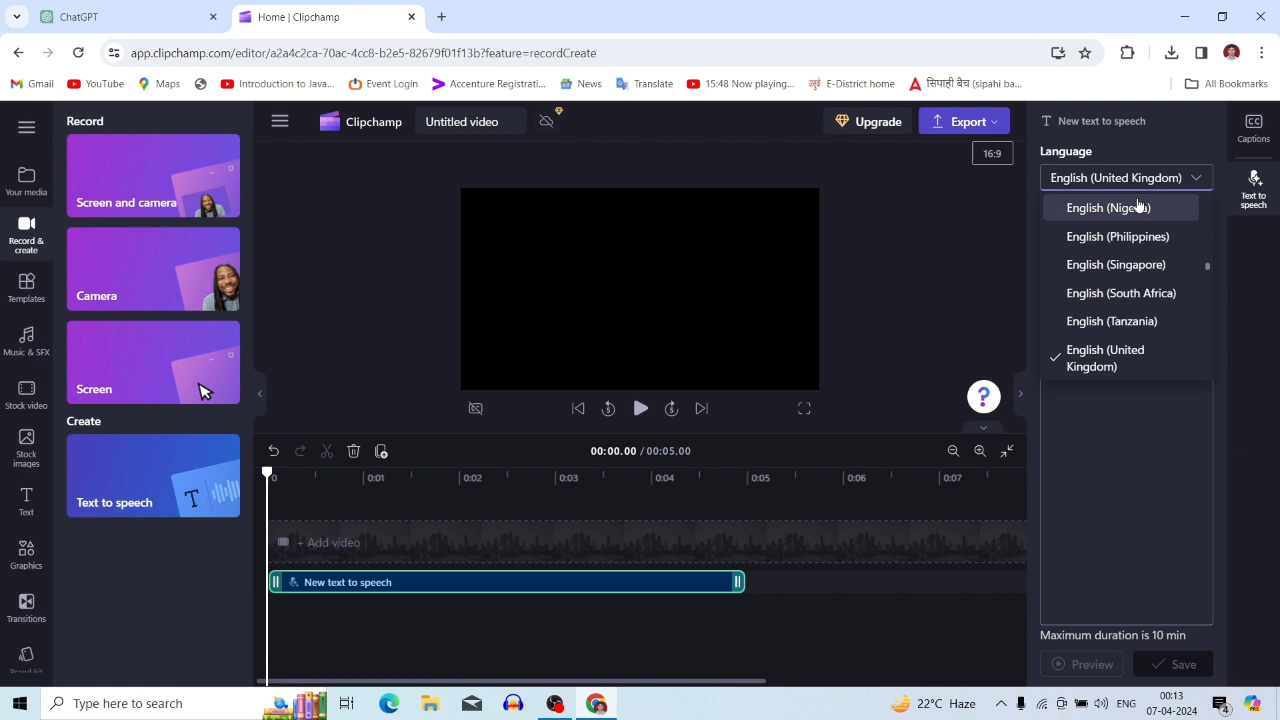 ChatGPT
Home | Clipchamp
app.clipchamp.com/editor/a2a4c2ca-70ac-4cc8-b2e5-82679f01f13b?feature=recordCreate
Gmail
YouTube
Maps
Introduction to Java...
Event Login
Accenture Registrati...
News
Translate
15:48 Now playing...
E-District home
सिपाही बैच (sipahi ba...
All Bookmarks
Your media
Record & create
Templates
Music & SFX
Stock video
Stock images
Text
Graphics
Transitions
Brand kit
Record
Screen and camera
Camera
Screen
Create
Text to speech
Clipchamp
Untitled video
Upgrade
Export
16:9
?
5
5
00:00.00 / 00:05.00
0
0:01
0:02
0:03
0:04
0:05
0:06
0:07
+ Add video
New text to speech
T New text to speech
Language
English (United Kingdom)
English (Nigeria)
English (Philippines)
English (Singapore)
English (South Africa)
English (Tanzania)
English (United
Kingdom)
Maximum duration is 10 min
Preview
Save
Captions
Text to
speech
Type here to search
22°C Haze
ENG
00:13
07-04-2024
4